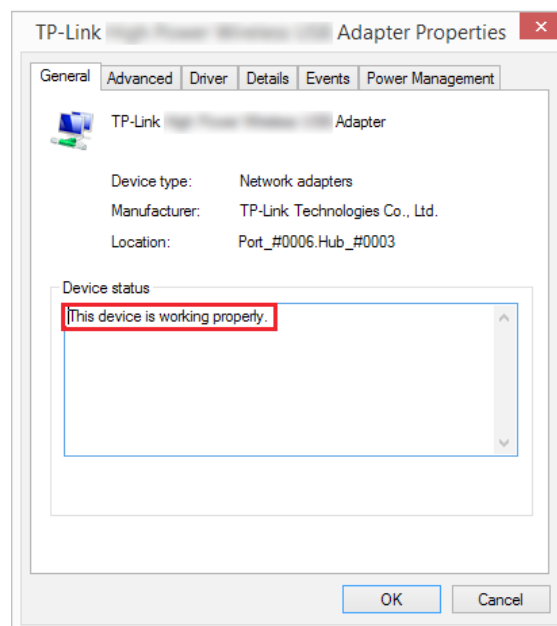 TP-Link Adapter Properties
General Advanced Driver Details Events Power Management
TP-Link Adapter
Device type: Network adapters
Manufacturer: TP-Link Technologies Co., Ltd.
Location: Port_#0006.Hub_#0003
Device status
This device is working properly.
OK Cancel